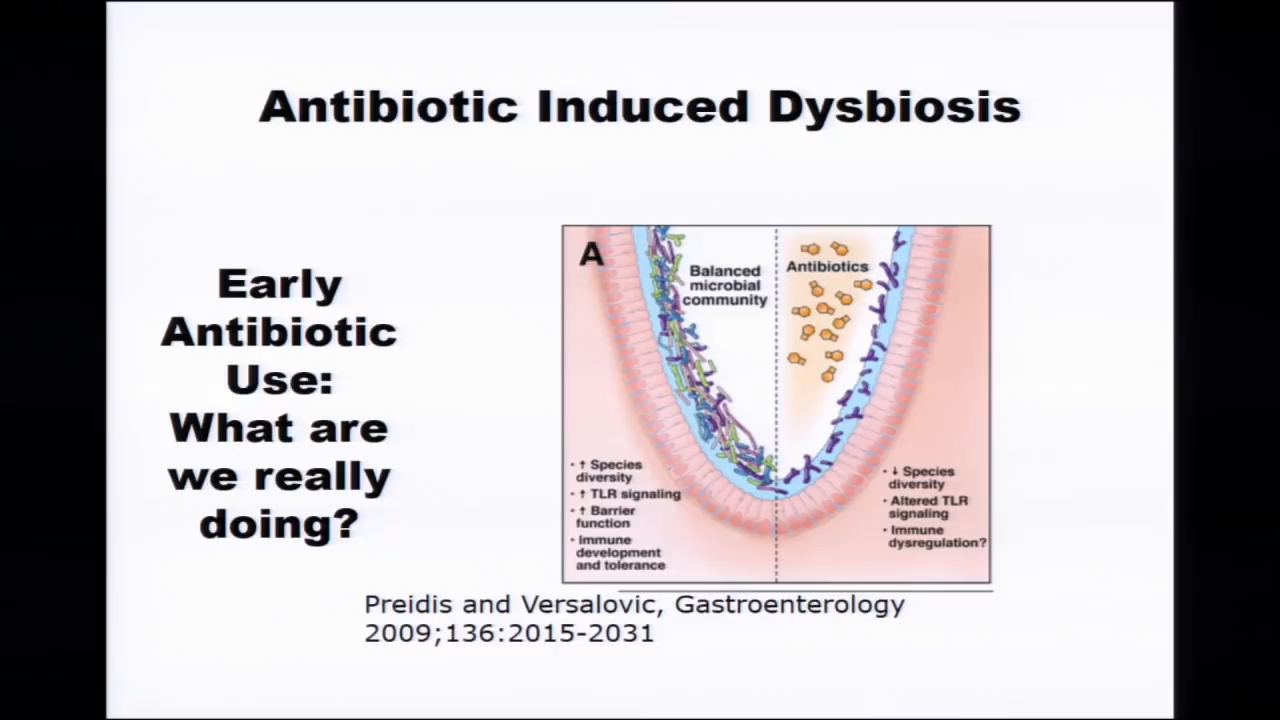 Antibiotic Induced Dysbiosis
Early
Antibiotic
Use:
What are
we really
doing?
A
Balanced
microbial
community
Antibiotics
· ↑ Species
diversity
· ↑ TLR signaling
· ↑ Barrier
function
· Immune
development
and tolerance
· ↓ Species
diversity
· Altered TLR
signaling
· Immune
dysregulation?
Preidis and Versalovic, Gastroenterology
2009;136:2015-2031